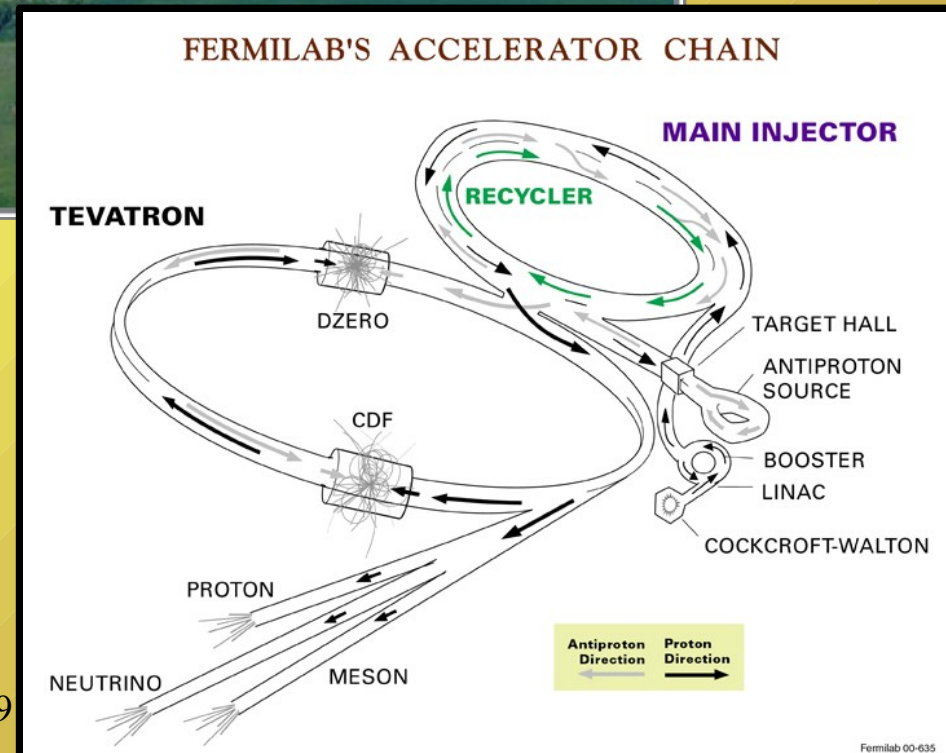 FERMILAB'S ACCELERATOR CHAIN
MAIN INJECTOR
RECYCLER
TEVATRON
DZERO
TARGET HALL
ANTIPROTON
SOURCE
CDF
BOOSTER
LINAC
COCKCROFT-WALTON
PROTON
NEUTRINO
MESON
Antiproton Proton
Direction Direction
9
Fermilab 00-635